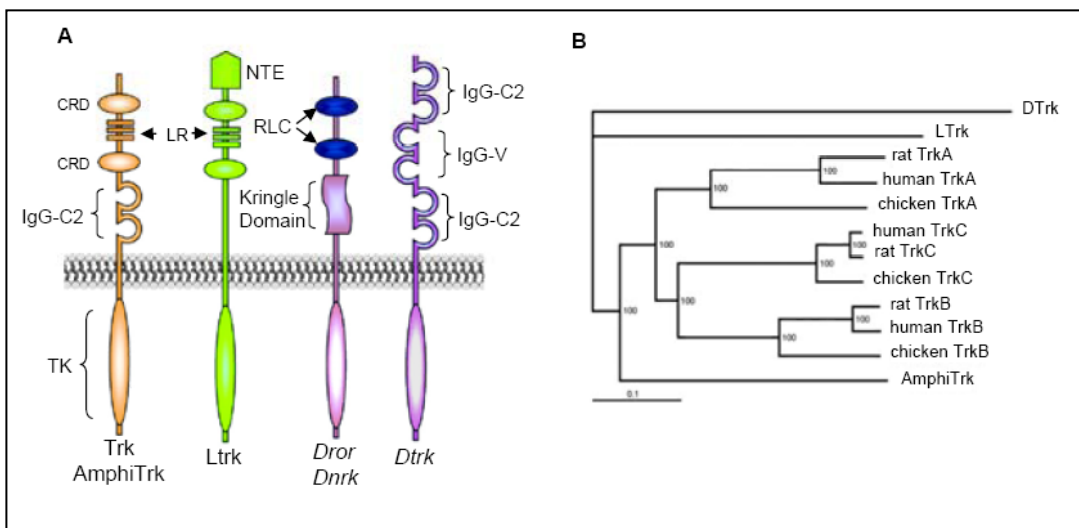 A
NTE
CRD
LR
RLC
CRD
IgG-C2
Kringle
Domain
IgG-C2
IgG-V
IgG-C2
TK
Trk
AmphiTrk
Ltrk
Dror
Dnrk
Dtrk
B
DTrk
LTrk
rat TrkA
100
human TrkA
100
chicken TrkA
100
human TrkC
100
rat TrkC
100
chicken TrkC
100
rat TrkB
100
human TrkB
100
chicken TrkB
100
AmphiTrk
0.1